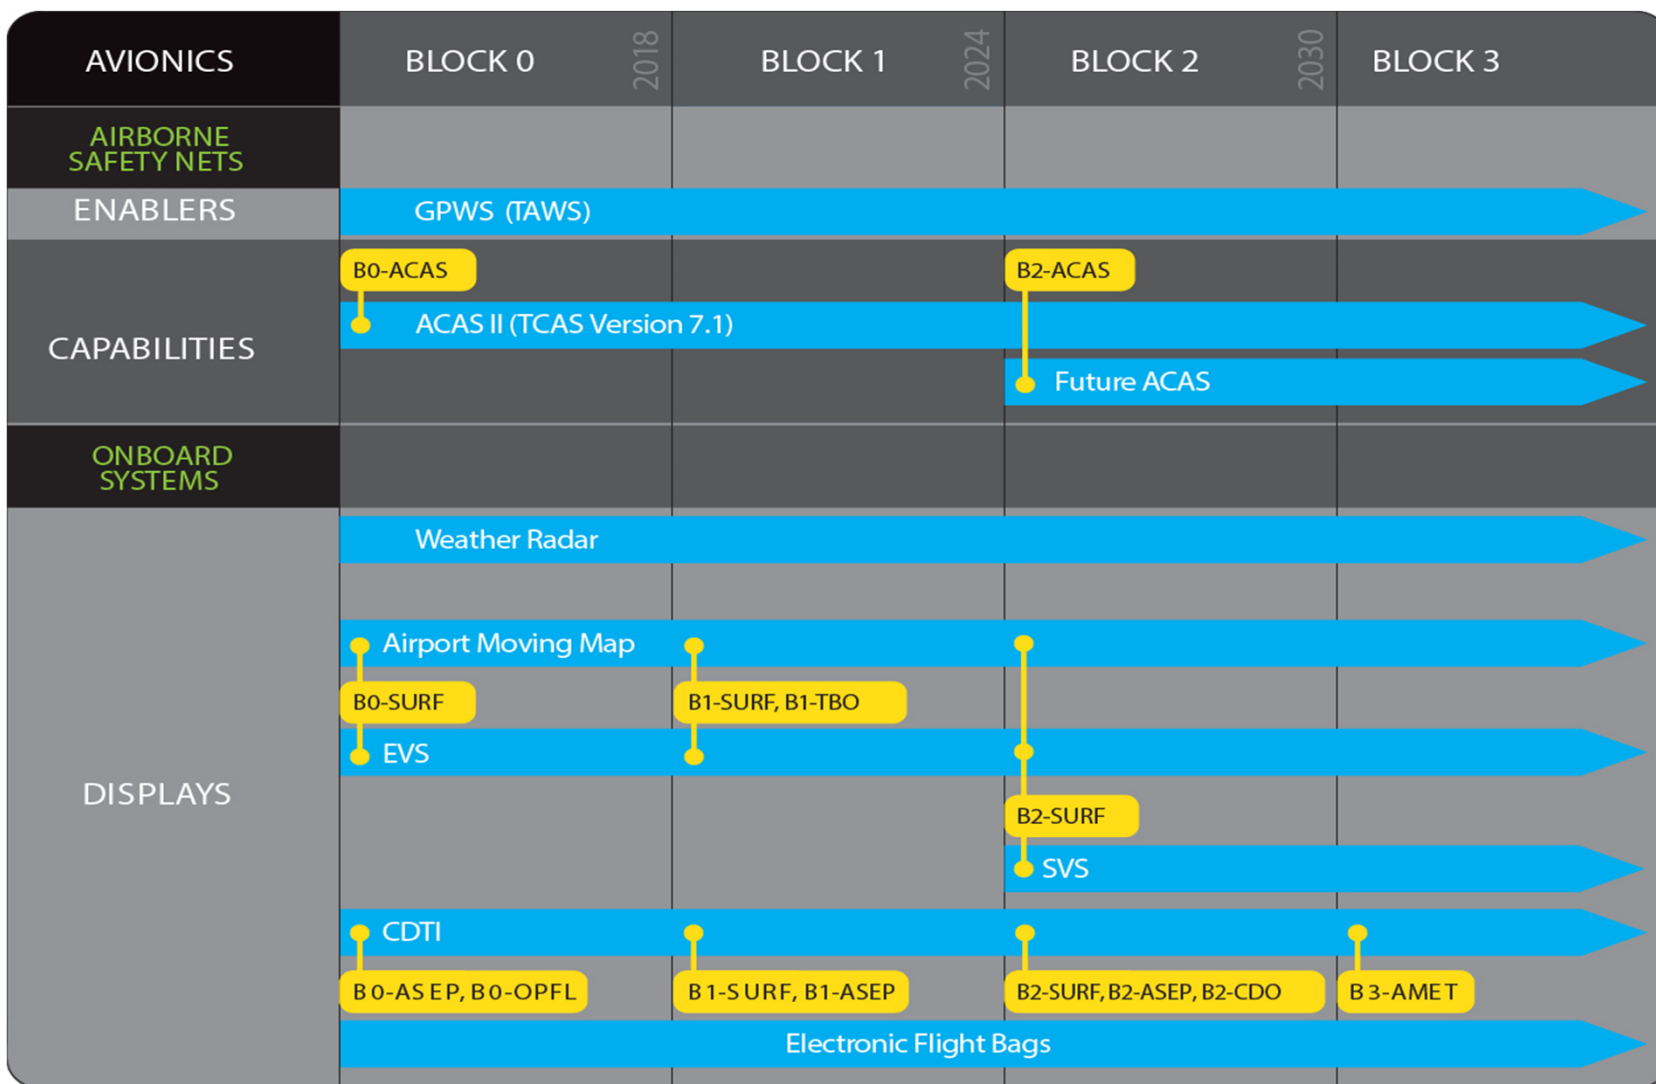 AVIONICS
BLOCK 0
2018
BLOCK 1
2024
BLOCK 2
2030
BLOCK 3
AIRBORNE
SAFETY NETS
ENABLERS
GPWS (TAWS)
B0-ACAS
B2-ACAS
CAPABILITIES
ACAS II (TCAS Version 7.1)
Future ACAS
ONBOARD
SYSTEMS
Weather Radar
Airport Moving Map
B0-SURF
B1-SURF, B1-TBO
EVS
DISPLAYS
B2-SURF
SVS
CDTI
B0-ASEP, B0-OPFL
B1-SURF, B1-ASEP
B2-SURF, B2-ASEP, B2-CDO
B3-AMET
Electronic Flight Bags